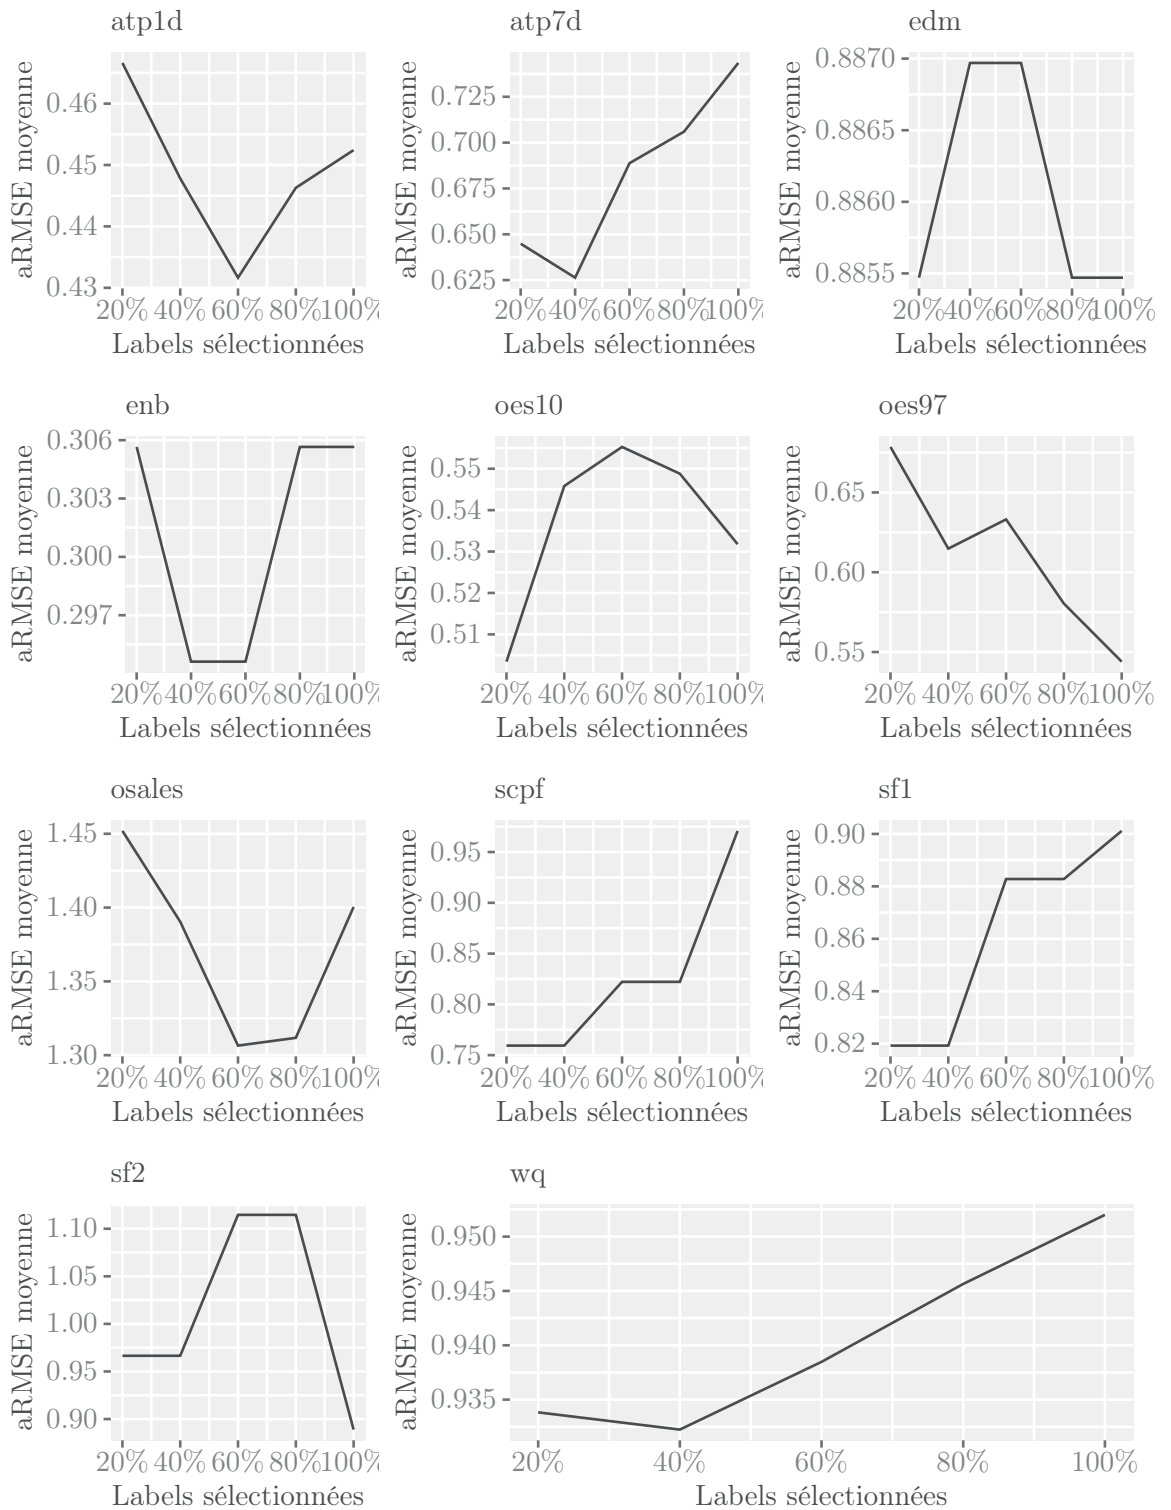 atp1d
atp7d
edm
aRMSE moyenne
0.46
0.45
0.44
0.43
20% 40% 60% 80% 100%
Labels sélectionnées
aRMSE moyenne
0.725
0.700
0.675
0.650
0.625
20% 40% 60% 80% 100%
Labels sélectionnées
aRMSE moyenne
0.8870
0.8865
0.8860
0.8855
20% 40% 60% 80% 100%
Labels sélectionnées
enb
oes10
oes97
aRMSE moyenne
0.306
0.303
0.300
0.297
20% 40% 60% 80% 100%
Labels sélectionnées
aRMSE moyenne
0.55
0.54
0.53
0.52
0.51
20% 40% 60% 80% 100%
Labels sélectionnées
aRMSE moyenne
0.65
0.60
0.55
20% 40% 60% 80% 100%
Labels sélectionnées
osales
scpf
sf1
aRMSE moyenne
1.45
1.40
1.35
1.30
20% 40% 60% 80% 100%
Labels sélectionnées
aRMSE moyenne
0.95
0.90
0.85
0.80
0.75
20% 40% 60% 80% 100%
Labels sélectionnées
aRMSE moyenne
0.90
0.88
0.86
0.84
0.82
20% 40% 60% 80% 100%
Labels sélectionnées
sf2
wq
aRMSE moyenne
1.10
1.05
1.00
0.95
0.90
20% 40% 60% 80% 100%
Labels sélectionnées
aRMSE moyenne
0.950
0.945
0.940
0.935
20% 40% 60% 80% 100%
Labels sélectionnées